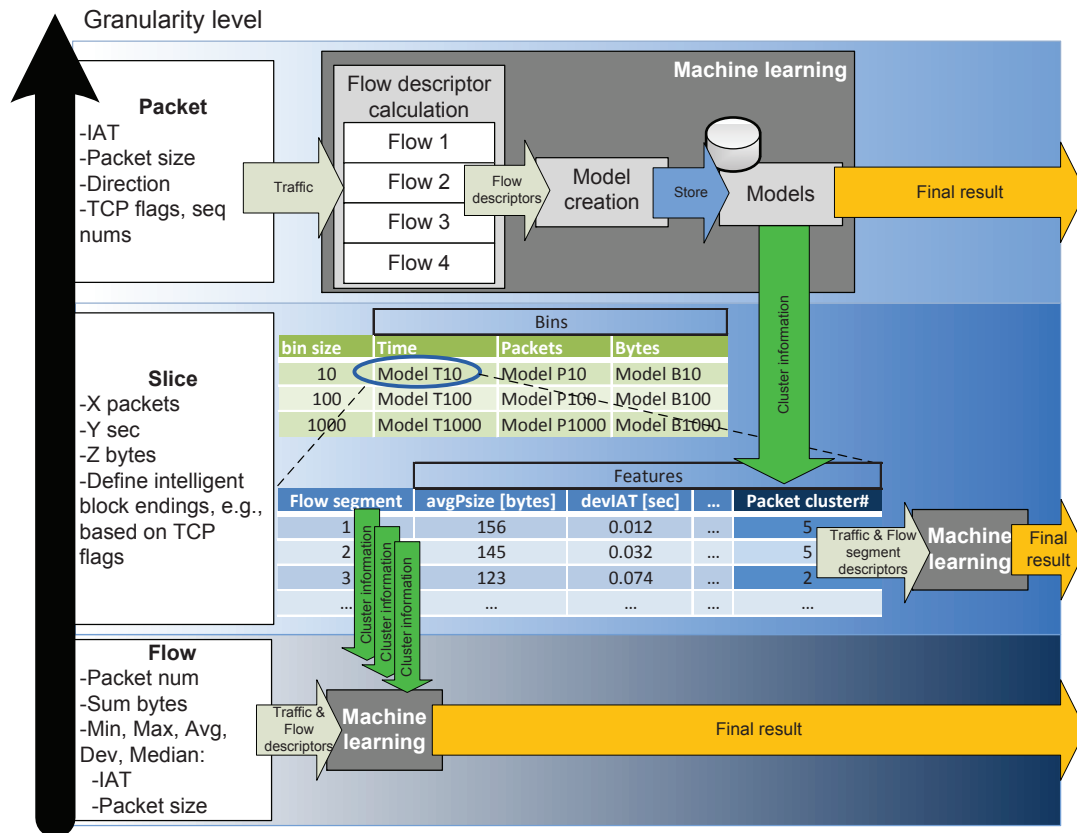 Granularity level
Packet
-IAT
-Packet size
-Direction
-TCP flags, seq
nums
Traffic
Machine learning
Flow descriptor
calculation
Flow 1
Flow 2
Flow 3
Flow 4
Flow
descriptors
Model
creation
Store
Models
Final result
Cluster information
Slice
-X packets
-Y sec
-Z bytes
-Define intelligent
block endings, e.g.,
based on TCP
flags
Bins
bin size Time Packets Bytes
10 Model T10 Model P10 Model B10
100 Model T100 Model P100 Model B100
1000 Model T1000 Model P1000 Model B1000
Features
Flow segment avgPsize [bytes] devIAT [sec] ... Packet cluster#
1 156 0.012 ... 5
2 145 0.032 ... 5
3 123 0.074 ... 2
... ... ... ... ...
Cluster information
Cluster information
Cluster information
Traffic & Flow
segment
descriptors
Machine
learning
Final
result
Flow
-Packet num
-Sum bytes
-Min, Max, Avg,
Dev, Median:
-IAT
-Packet size
Traffic &
Flow
descriptors
Machine
learning
Final result